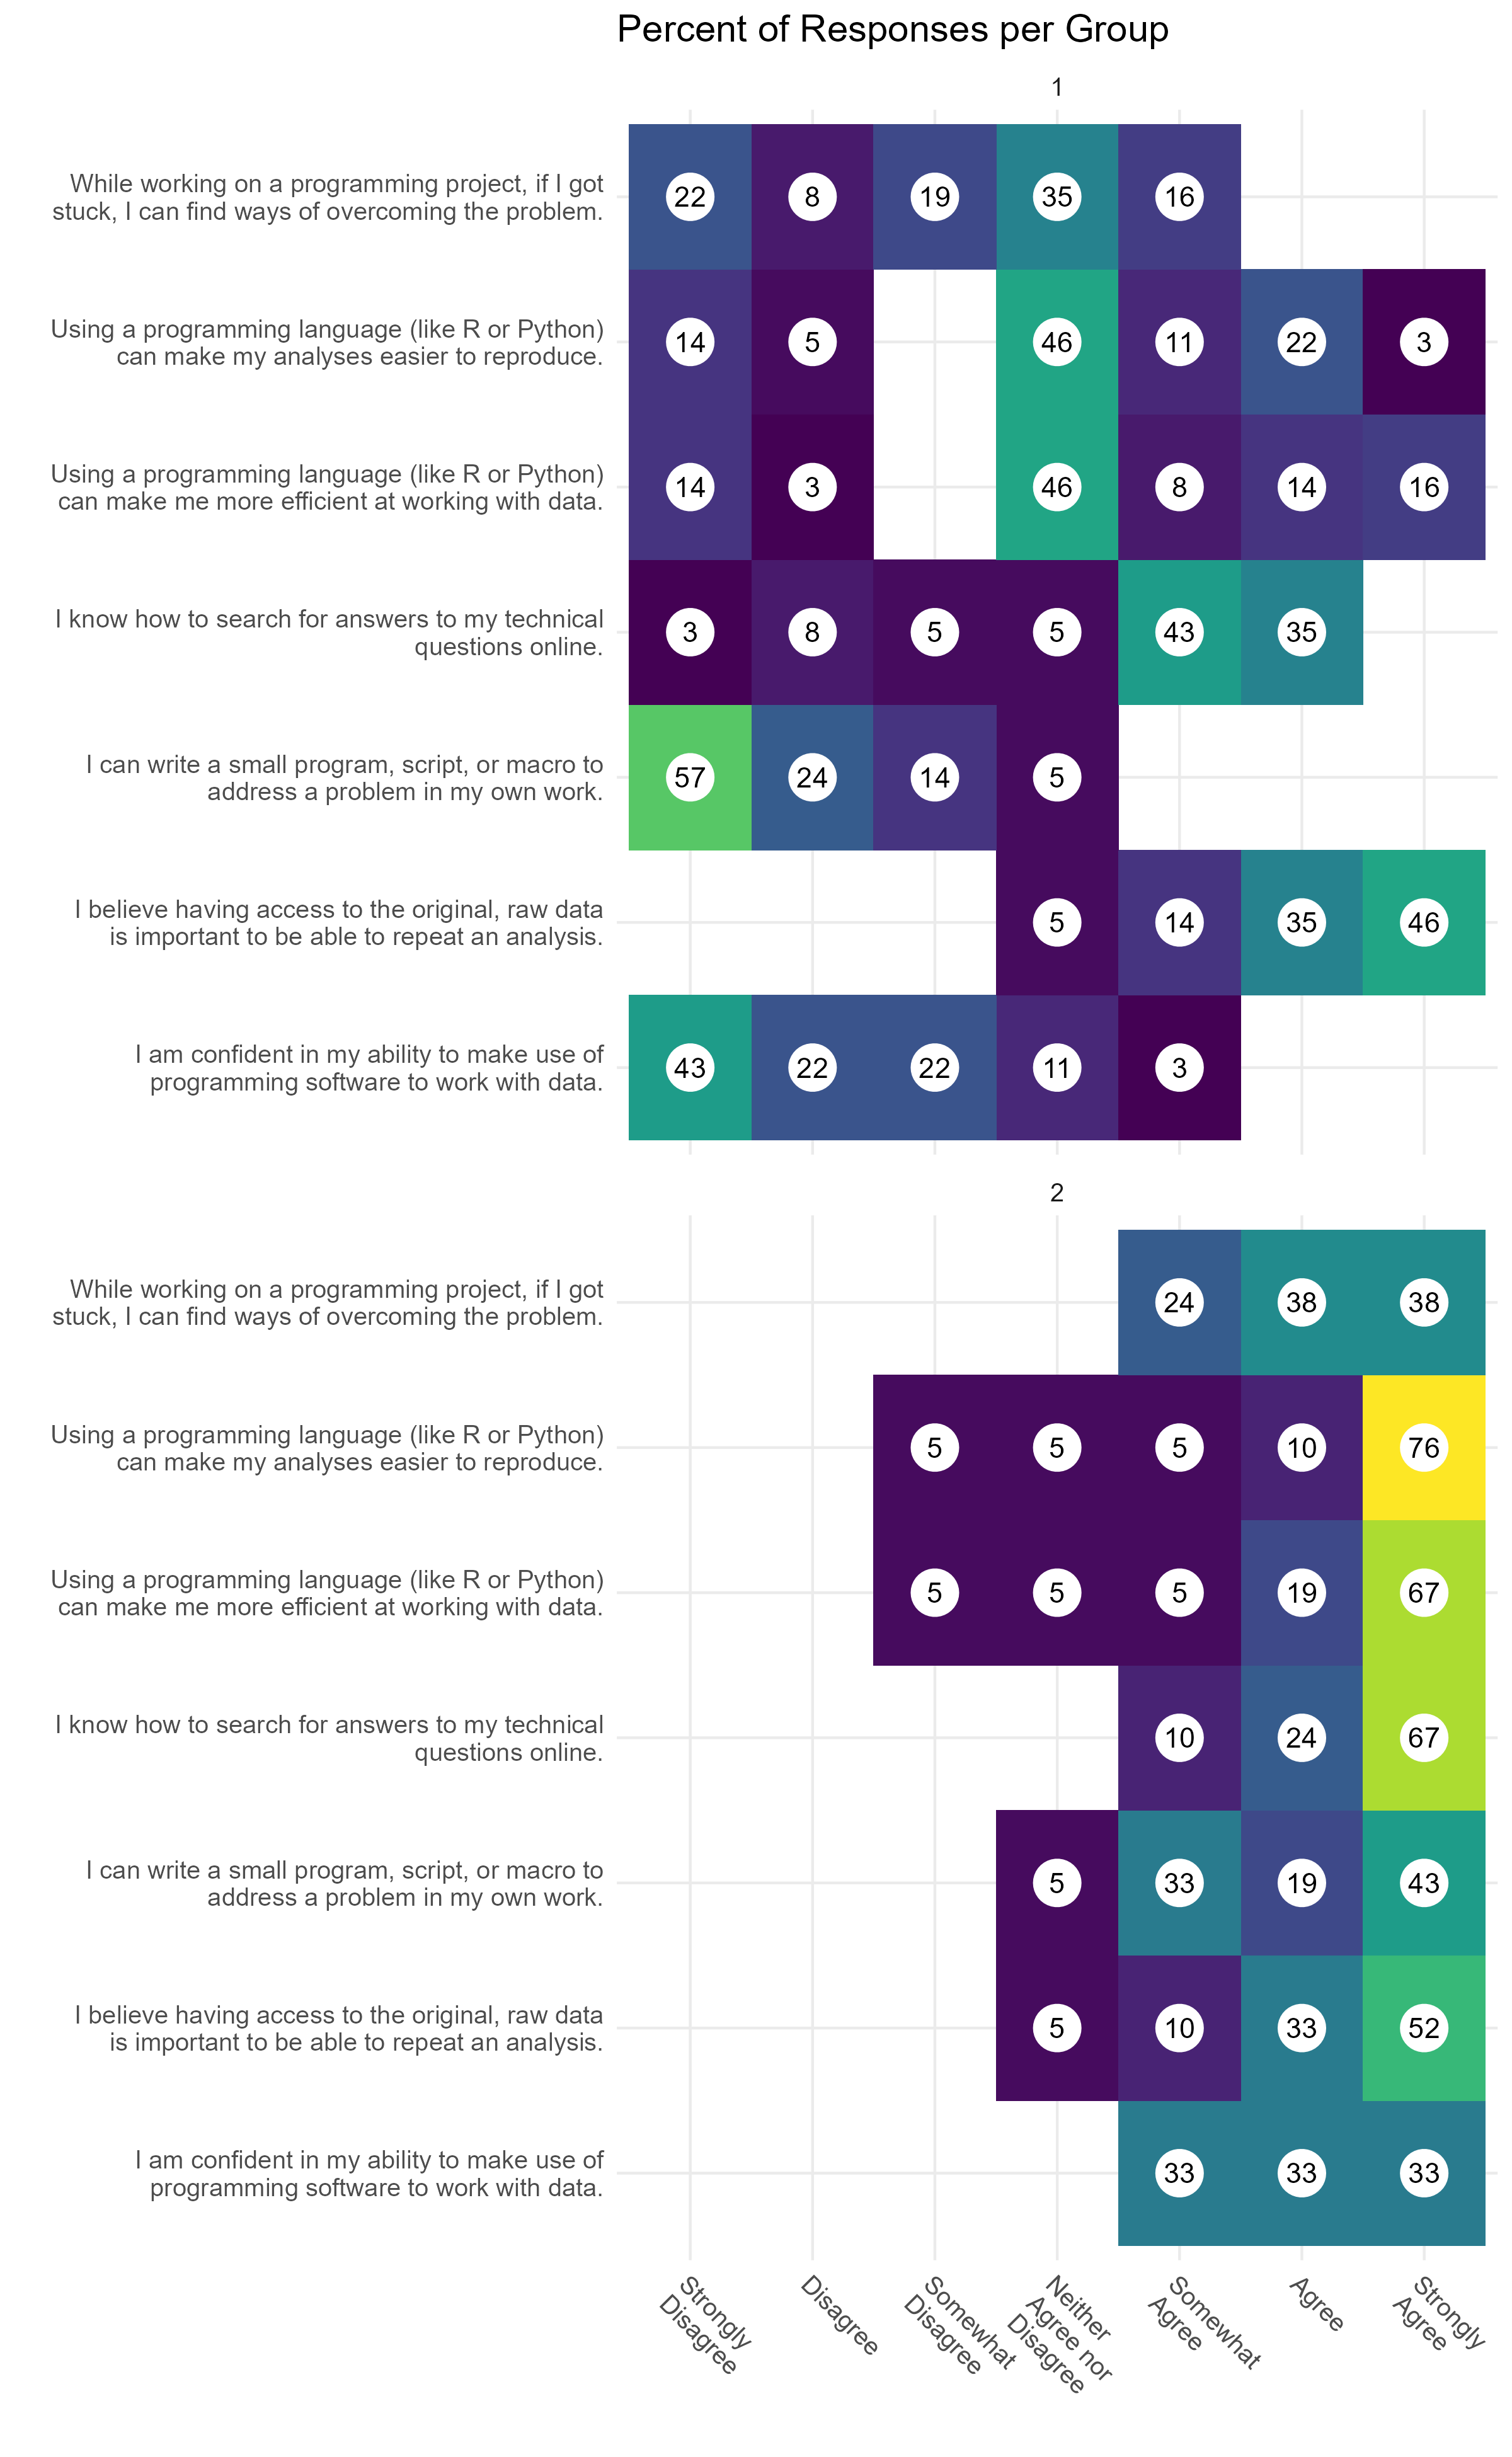 Percent of Responses per Group
1
While working on a programming project, if I got
stuck, I can find ways of overcoming the problem.
22 8 19 35 16
Using a programming language (like R or Python)
can make my analyses easier to reproduce.
14 5 46 11 22 3
Using a programming language (like R or Python)
can make me more efficient at working with data.
14 3 46 8 14 16
I know how to search for answers to my technical
questions online.
3 8 5 5 43 35
I can write a small program, script, or macro to
address a problem in my own work.
57 24 14 5
I believe having access to the original, raw data
is important to be able to repeat an analysis.
5 14 35 46
I am confident in my ability to make use of
programming software to work with data.
43 22 22 11 3
2
While working on a programming project, if I got
stuck, I can find ways of overcoming the problem.
24 38 38
Using a programming language (like R or Python)
can make my analyses easier to reproduce.
5 5 5 10 76
Using a programming language (like R or Python)
can make me more efficient at working with data.
5 5 5 19 67
I know how to search for answers to my technical
questions online.
10 24 67
I can write a small program, script, or macro to
address a problem in my own work.
5 33 19 43
I believe having access to the original, raw data
is important to be able to repeat an analysis.
5 10 33 52
I am confident in my ability to make use of
programming software to work with data.
33 33 33
Strongly
Disagree
Disagree
Somewhat
Disagree
Neither
Agree nor
Disagree
Somewhat
Agree
Agree
Strongly
Agree